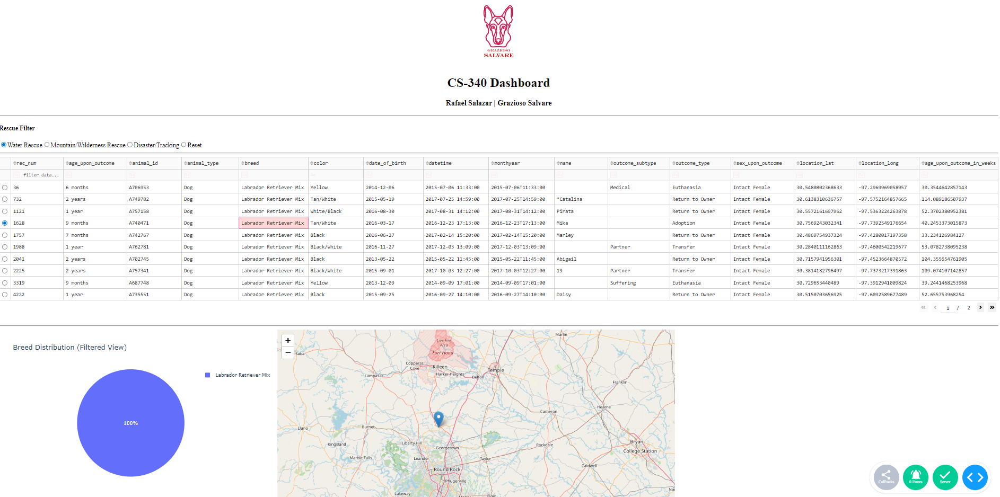 GRAZIOSO
SALVARE
CS-340 Dashboard
Rafael Salazar | Grazioso Salvare
Rescue Filter
Water Rescue Mountain/Wilderness Rescue Disaster/Tracking Reset
rec_num age_upon_outcome animal_id animal_type breed color date_of_birth datetime monthyear name outcome_subtype outcome_type sex_upon_outcome location_lat location_long age_upon_outcome_in_weeks
filter data...
36 6 months A706953 Dog Labrador Retriever Mix Yellow 2014-12-06 2015-07-06 11:33:00 2015-07-06T11:33:00 Medical Euthanasia Intact Female 30.5480802368633 -97.2969969058957 30.3544642857143
732 2 years A749782 Dog Labrador Retriever Mix Tan/White 2015-05-19 2017-07-25 14:59:00 2017-07-25T14:59:00 *Catalina Return to Owner Intact Female 30.6138310636757 -97.5752164857665 114.089186507937
1121 1 year A757158 Dog Labrador Retriever Mix White/Black 2016-08-30 2017-08-31 14:12:00 2017-08-31T14:12:00 Pirata Return to Owner Intact Female 30.5572161697962 -97.5363224263878 52.3702380952381
1628 9 months A740471 Dog Labrador Retriever Mix Tan/White 2016-03-17 2016-12-23 17:13:00 2016-12-23T17:13:00 Mika Adoption Intact Female 30.7569243032341 -97.7392549176654 40.2453373015873
1757 7 months A742767 Dog Labrador Retriever Mix Black 2016-06-27 2017-02-14 15:20:00 2017-02-14T15:20:00 Marley Return to Owner Intact Female 30.4869754937324 -97.4280017197358 33.234126984127
1988 1 year A762781 Dog Labrador Retriever Mix Black/White 2016-11-27 2017-12-03 13:09:00 2017-12-03T13:09:00 Partner Transfer Intact Female 30.2840111162863 -97.4600542219677 53.0782738095238
2041 2 years A702745 Dog Labrador Retriever Mix Black 2013-05-22 2015-05-22 11:45:00 2015-05-22T11:45:00 Abigail Return to Owner Intact Female 30.7157941956301 -97.4523664870572 104.355654761905
2225 2 years A757341 Dog Labrador Retriever Mix Black/White 2015-09-01 2017-10-03 12:27:00 2017-10-03T12:27:00 19 Partner Transfer Intact Female 30.3814182796497 -97.7373217391863 109.074107142857
3319 9 months A687748 Dog Labrador Retriever Mix Yellow 2013-12-09 2014-09-09 17:01:00 2014-09-09T17:01:00 Suffering Euthanasia Intact Female 30.729653440489 -97.3912941009824 39.2441468253968
4222 1 year A735551 Dog Labrador Retriever Mix Black 2015-09-25 2016-09-27 14:10:00 2016-09-27T14:10:00 Daisy Return to Owner Intact Female 30.5150703656925 -97.6092589677489 52.655753968254
1 / 2
Breed Distribution (Filtered View)
Labrador Retriever Mix
100%
+
−
Saba
Live Fire
Area
Fort Hood
Marlin
Copperas
Cove
Killeen
Temple
Lampasas
Harker Heights
Belton
Franklin
Hearne
Cameron
Llano
Burnet
Kingsland
Liberty Hill
Georgetown
Rockdale
Bryan
College Station
Marble Falls
Leander
Taylor
Round Rock
Caldwell
Pflugerville
Lakeway
Manor
Elgin
Callbacks
0 Errors
Server